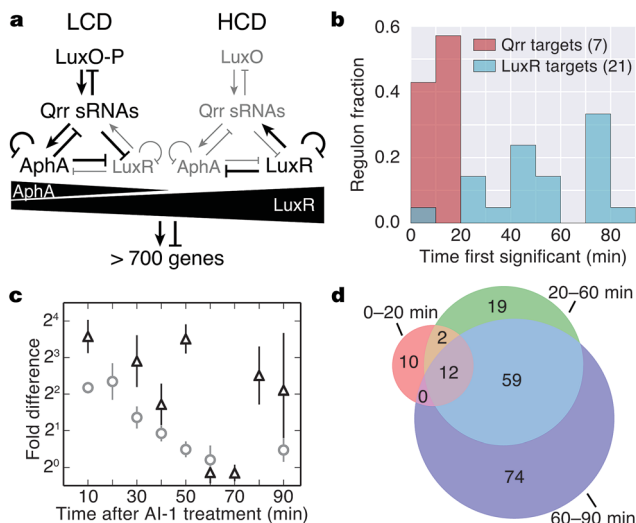 a
LCD
HCD
LuxO-P
LuxO
Qrr sRNAs
Qrr sRNAs
AphA
LuxR
AphA
LuxR
AphA
LuxR
> 700 genes
b
Qrr targets (7)
LuxR targets (21)
Regulon fraction
0.6
0.4
0.2
0.0
0 20 40 60 80
Time first significant (min)
c
Fold difference
2^4
2^3
2^2
2^1
2^0
10 30 50 70 90
Time after AI-1 treatment (min)
d
0–20 min
20–60 min
60–90 min
19
2
10
12
0
59
74